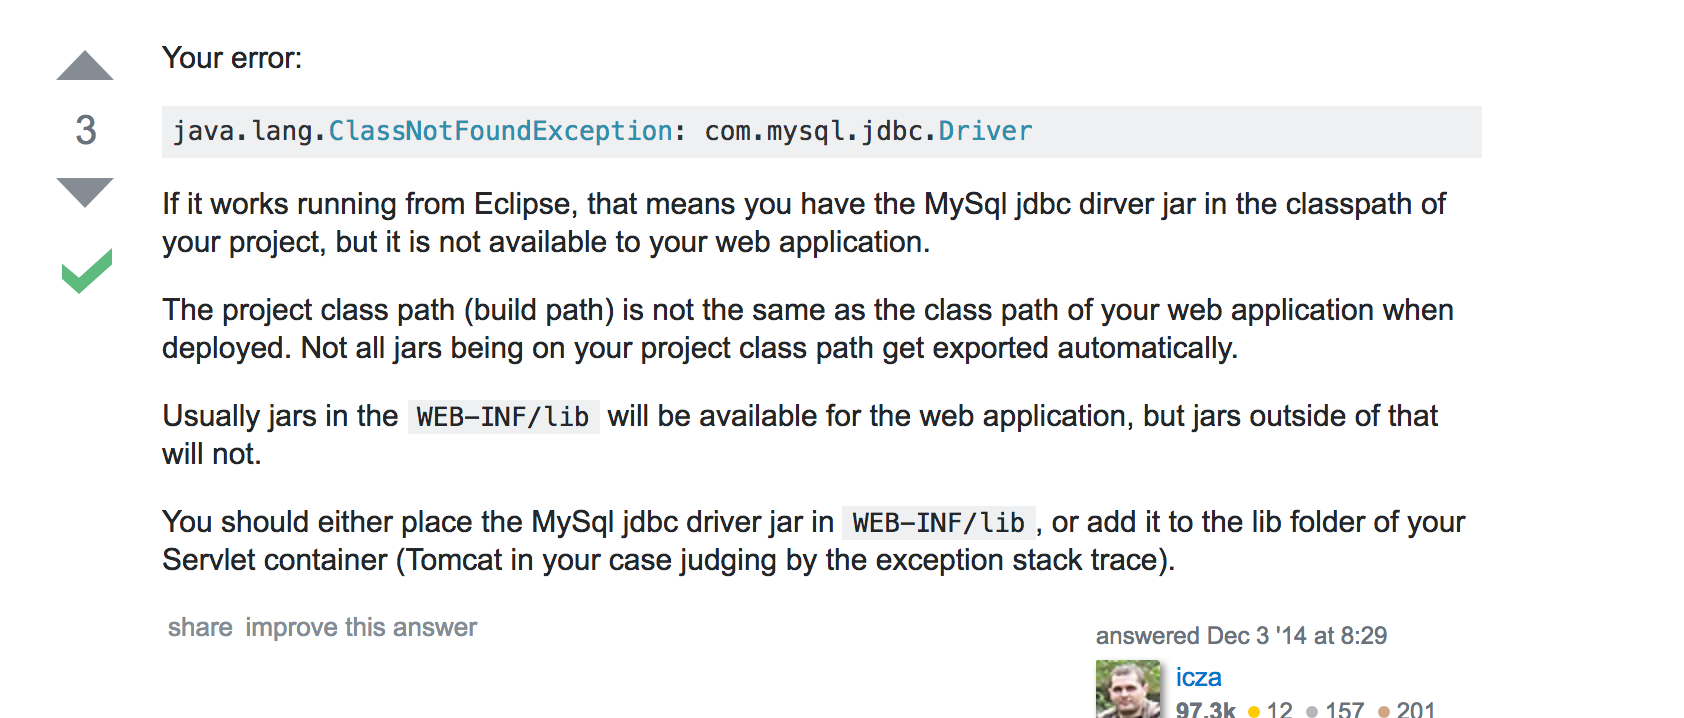 Your error:
3
java.lang.ClassNotFoundException: com.mysql.jdbc.Driver
If it works running from Eclipse, that means you have the MySql jdbc dirver jar in the classpath of
your project, but it is not available to your web application.
The project class path (build path) is not the same as the class path of your web application when
deployed. Not all jars being on your project class path get exported automatically.
Usually jars in the WEB-INF/lib will be available for the web application, but jars outside of that
will not.
You should either place the MySql jdbc driver jar in WEB-INF/lib, or add it to the lib folder of your
Servlet container (Tomcat in your case judging by the exception stack trace).
share improve this answer
answered Dec 3 '14 at 8:29
icza
97.3k 12 157 201